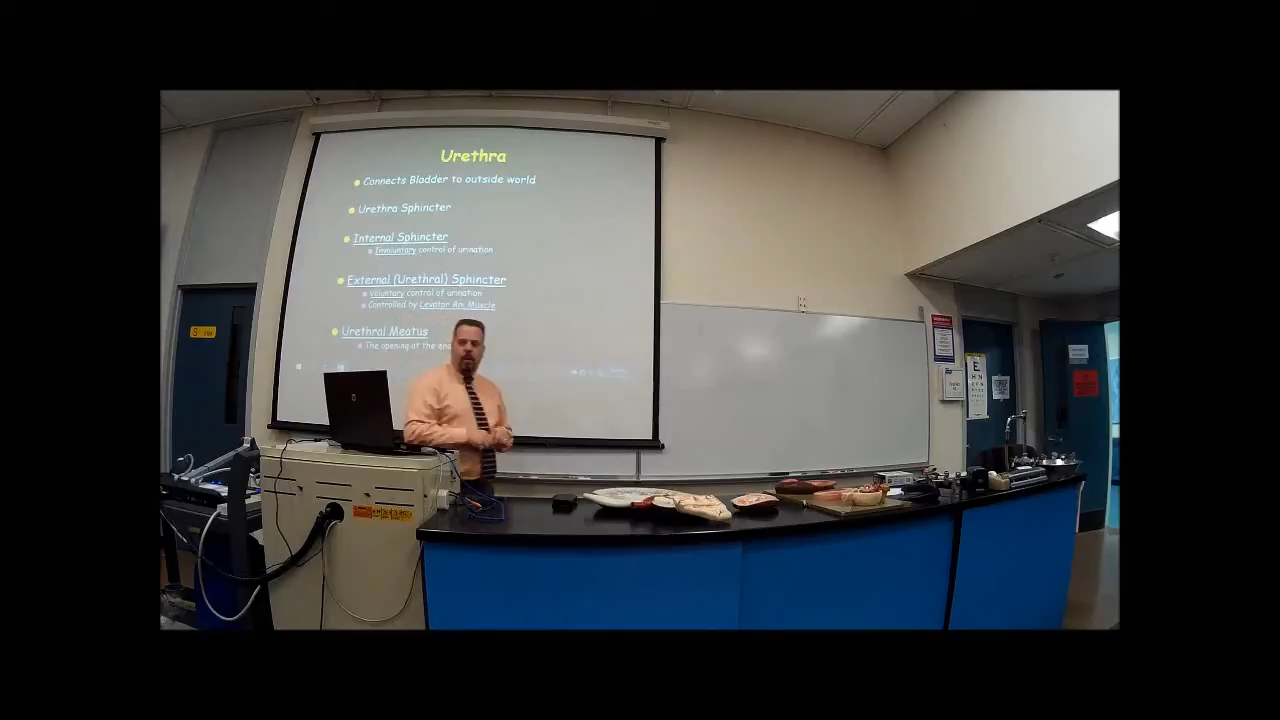 Urethra
Connects Bladder to outside world
Urethra Sphincter
Internal Sphincter
Involuntary control of urination
External (Urethral) Sphincter
Voluntary control of urination
Controlled by Levator Ani Muscle
Urethral Meatus
The opening at the end
E
H N